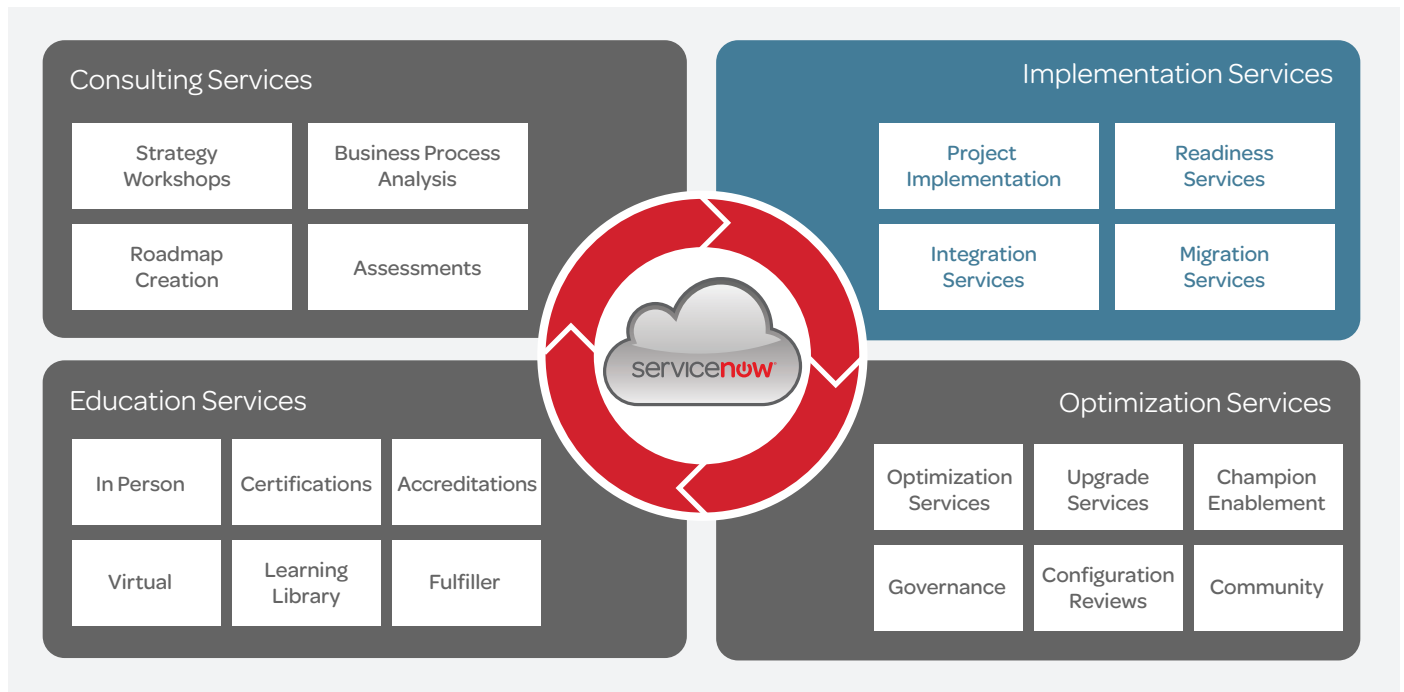 Consulting Services
Strategy
Workshops
Business Process
Analysis
Roadmap
Creation
Assessments
Implementation Services
Project
Implementation
Readiness
Services
Integration
Services
Migration
Services
servicenow
Education Services
In Person
Certifications
Accreditations
Virtual
Learning
Library
Fulfiller
Optimization Services
Optimization
Services
Upgrade
Services
Champion
Enablement
Governance
Configuration
Reviews
Community